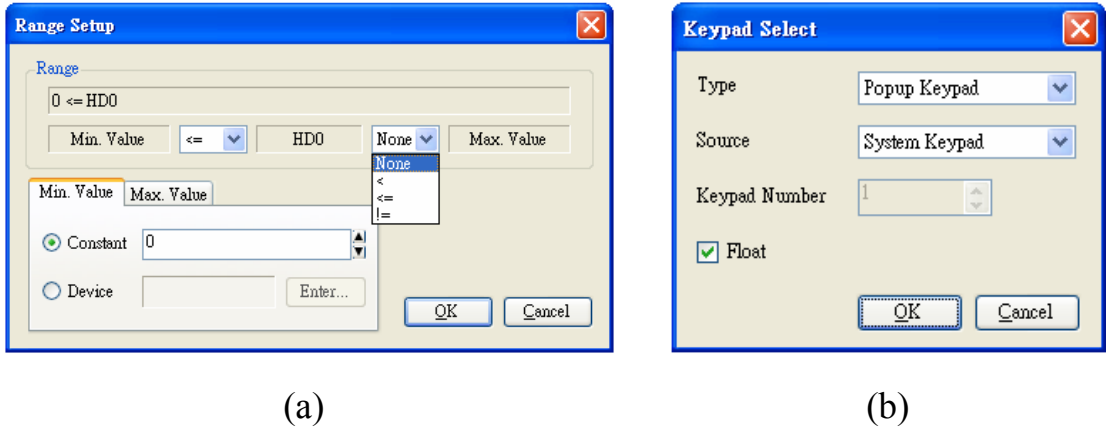 Range Setup
Range
0 <= HD0
Min. Value <= HD0 None Max. Value
None
<
<=
!=
Min. Value Max. Value
Constant 0
Device Enter...
OK Cancel
(a)
Keypad Select
Type Popup Keypad
Source System Keypad
Keypad Number 1
Float
OK Cancel
(b)